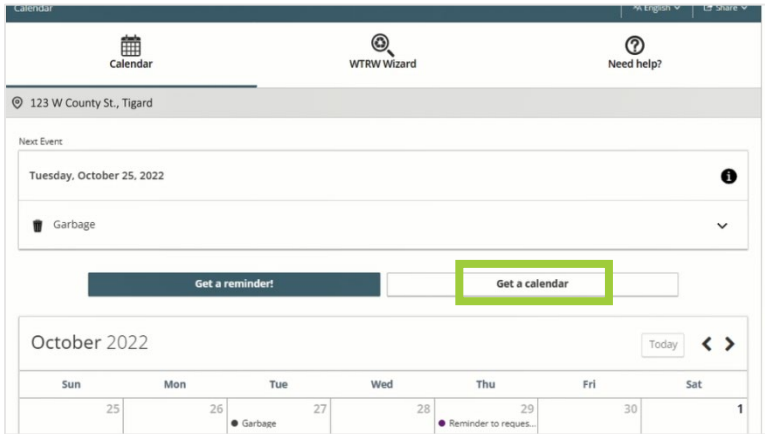 Calendar English Share
Calendar WTRW Wizard Need help?
123 W County St., Tigard
Next Event
Tuesday, October 25, 2022
Garbage
Get a reminder! Get a calendar
October 2022 Today
Sun Mon Tue Wed Thu Fri Sat
25 26 27 28 29 30 1
Garbage Reminder to reques...